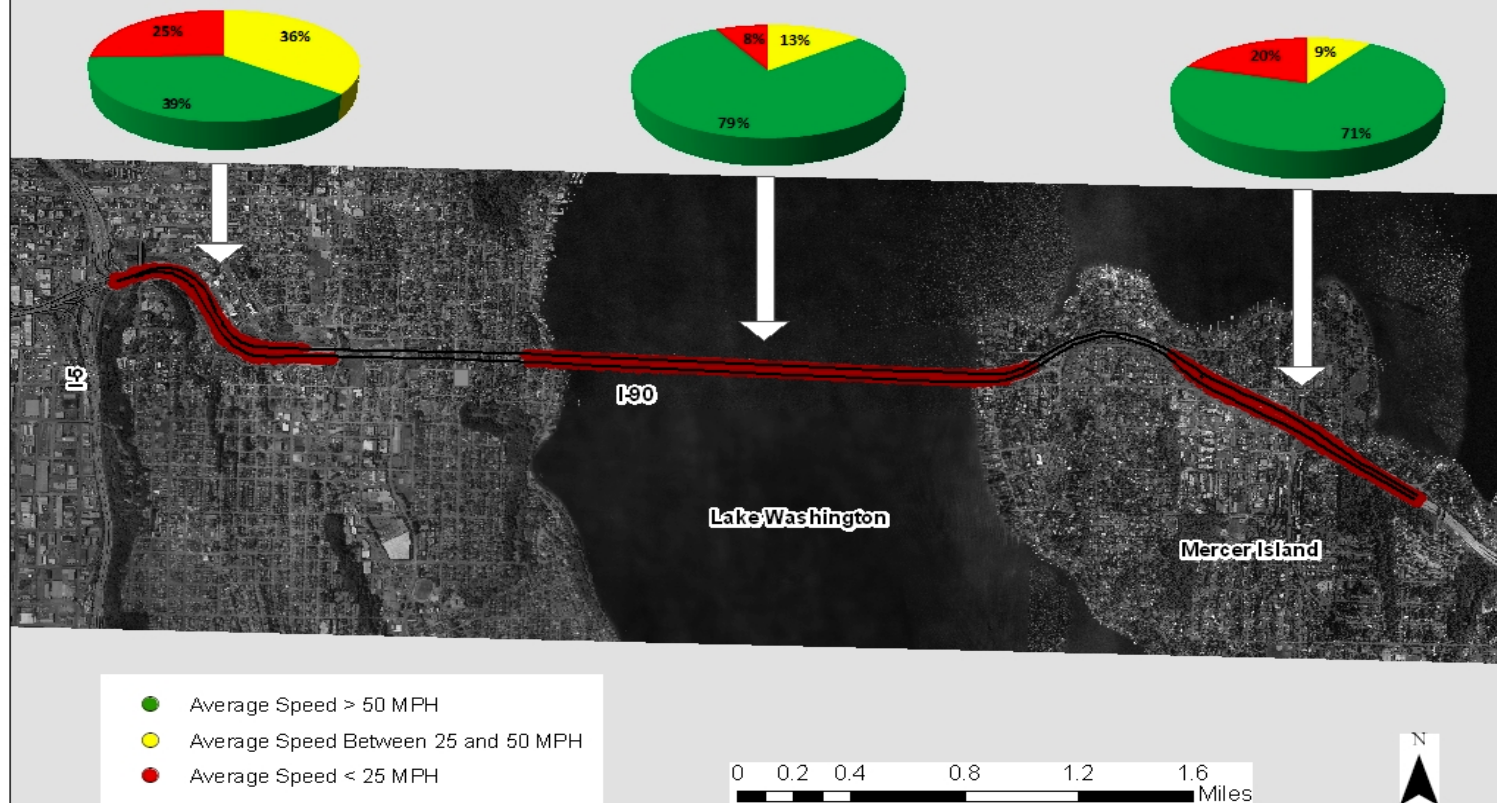 25%
36%
39%
8%
13%
79%
20%
9%
71%
I-5
I-90
Lake Washington
Mercer Island
Average Speed > 50 MPH
Average Speed Between 25 and 50 MPH
Average Speed < 25 MPH
0 0.2 0.4 0.8 1.2 1.6
Miles
N